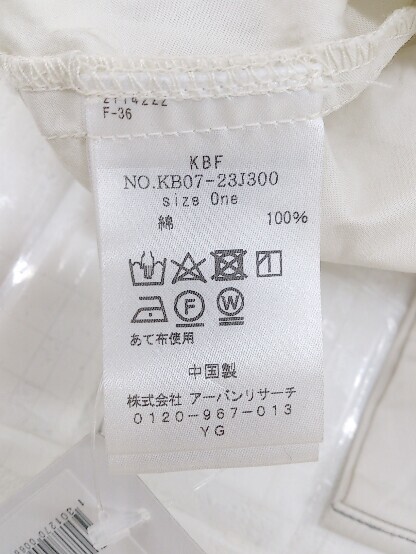 F-36
KBF
NO.KB07-23J300
size One
綿 100%
F W
あて布使用
中国製
株式会社 アーバンリサーチ
0120-967-013
YG